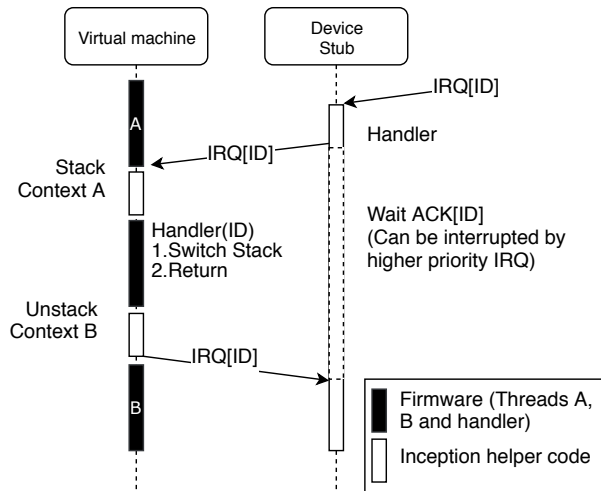 Virtual machine
Device
Stub
IRQ[ID]
A
Handler
IRQ[ID]
Stack
Context A
Wait ACK[ID]
(Can be interrupted by
higher priority IRQ)
Handler(ID)
1.Switch Stack
2.Return
Unstack
Context B
IRQ[ID]
B
Firmware (Threads A,
B and handler)
Inception helper code